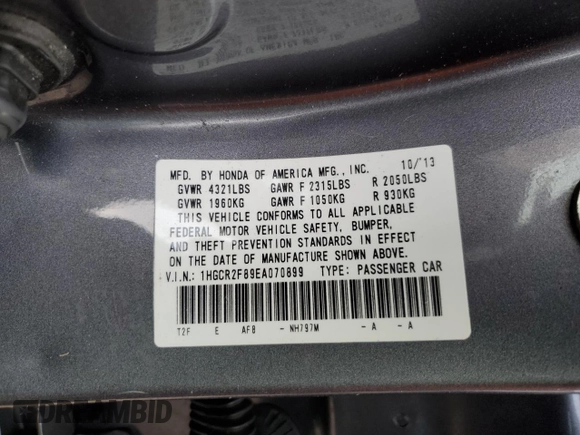 MFD. BY HONDA OF AMERICA MFG., INC. 10/13
GVWR 4321LBS GAWR F 2315LBS R 2050LBS
GVWR 1960KG GAWR F 1050KG R 930KG
THIS VEHICLE CONFORMS TO ALL APPLICABLE
FEDERAL MOTOR VEHICLE SAFETY, BUMPER,
AND THEFT PREVENTION STANDARDS IN EFFECT
ON THE DATE OF MANUFACTURE SHOWN ABOVE.
V.I.N.: 1HGCR2F89EA070899 TYPE: PASSENGER CAR
T2F E AF8 - NH797M - A - A
DREAMBID